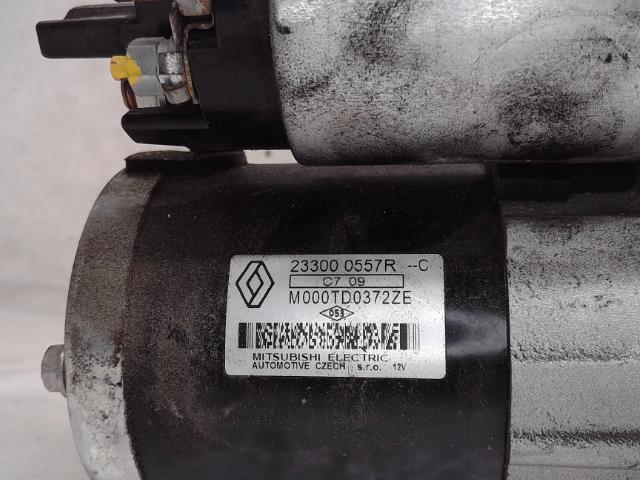 23300 0557R --C
C7 09
M000TD0372ZE
053
MITSUBISHI ELECTRIC
AUTOMOTIVE CZECH s.r.o. 12V